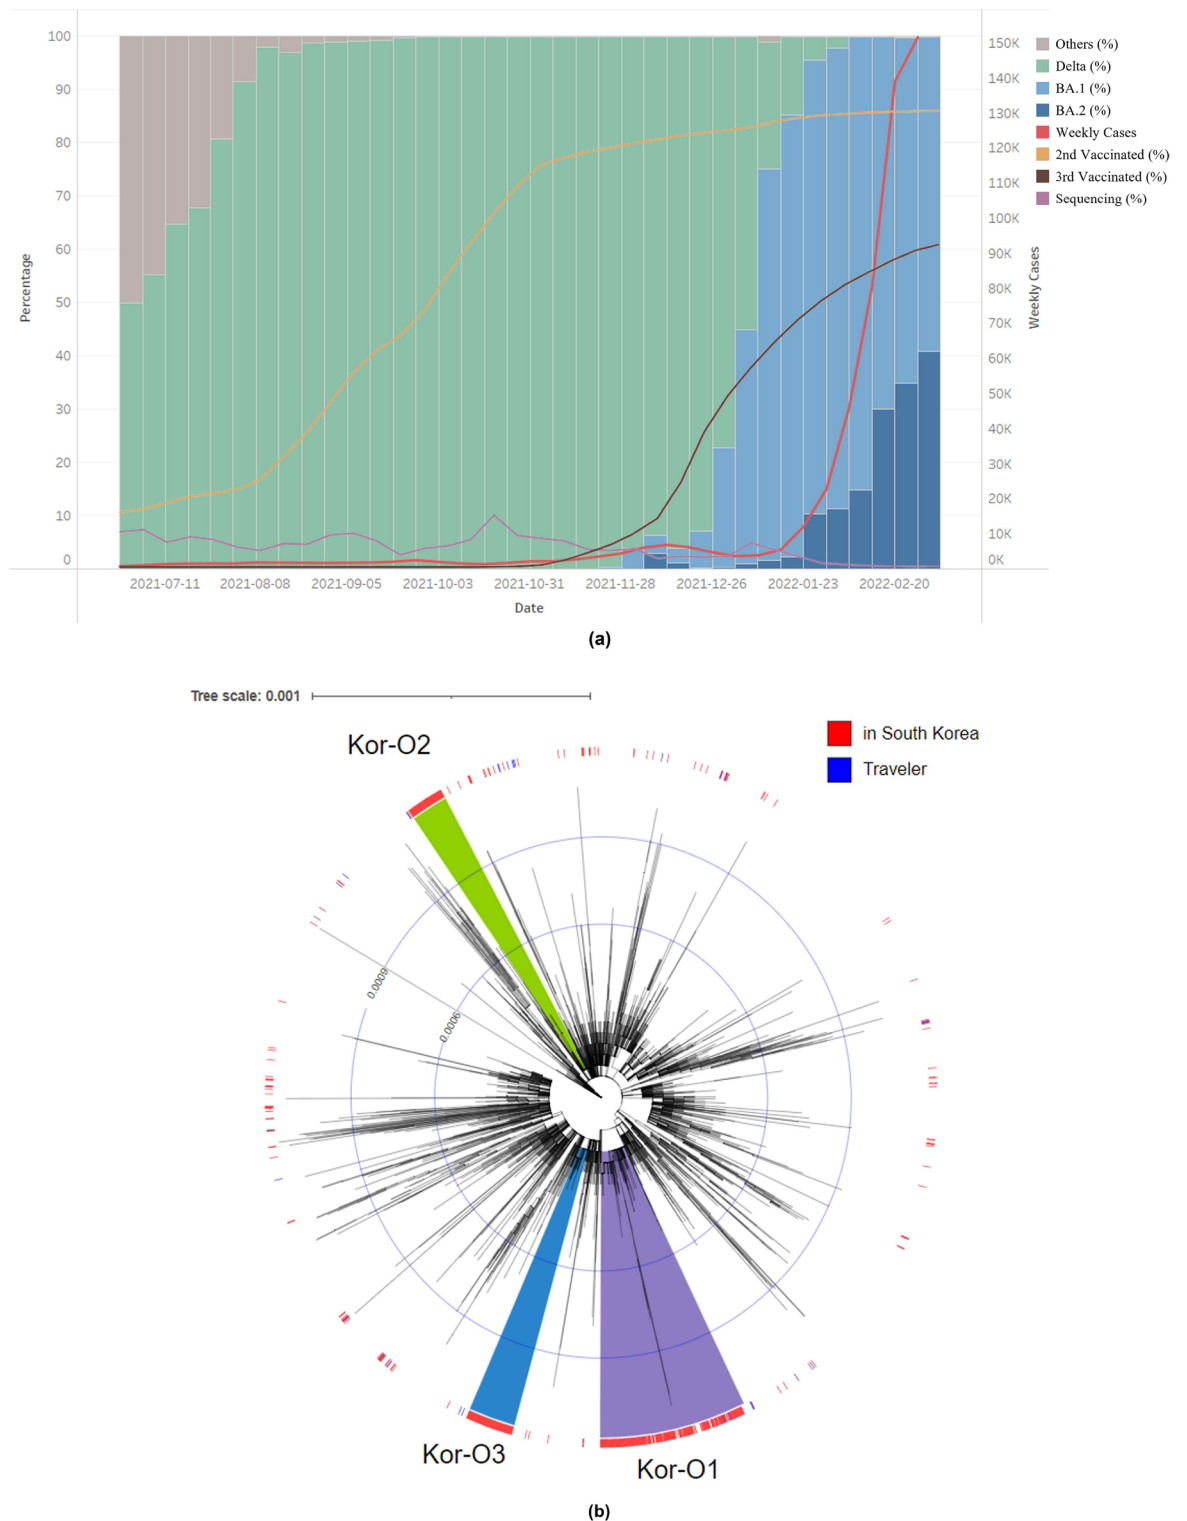 100
90
80
70
60
50
40
30
20
10
0
Percentage
150K
140K
130K
120K
110K
100K
90K
80K
70K
60K
50K
40K
30K
20K
10K
0K
Weekly Cases
Others (%)
Delta (%)
BA.1 (%)
BA.2 (%)
Weekly Cases
2nd Vaccinated (%)
3rd Vaccinated (%)
Sequencing (%)
2021-07-11 2021-08-08 2021-09-05 2021-10-03 2021-10-31 2021-11-28 2021-12-26 2022-01-23 2022-02-20
Date
(a)
Tree scale: 0.001
in South Korea
Traveler
Kor-O2
0.0009
0.0006
Kor-O3
Kor-O1
(b)